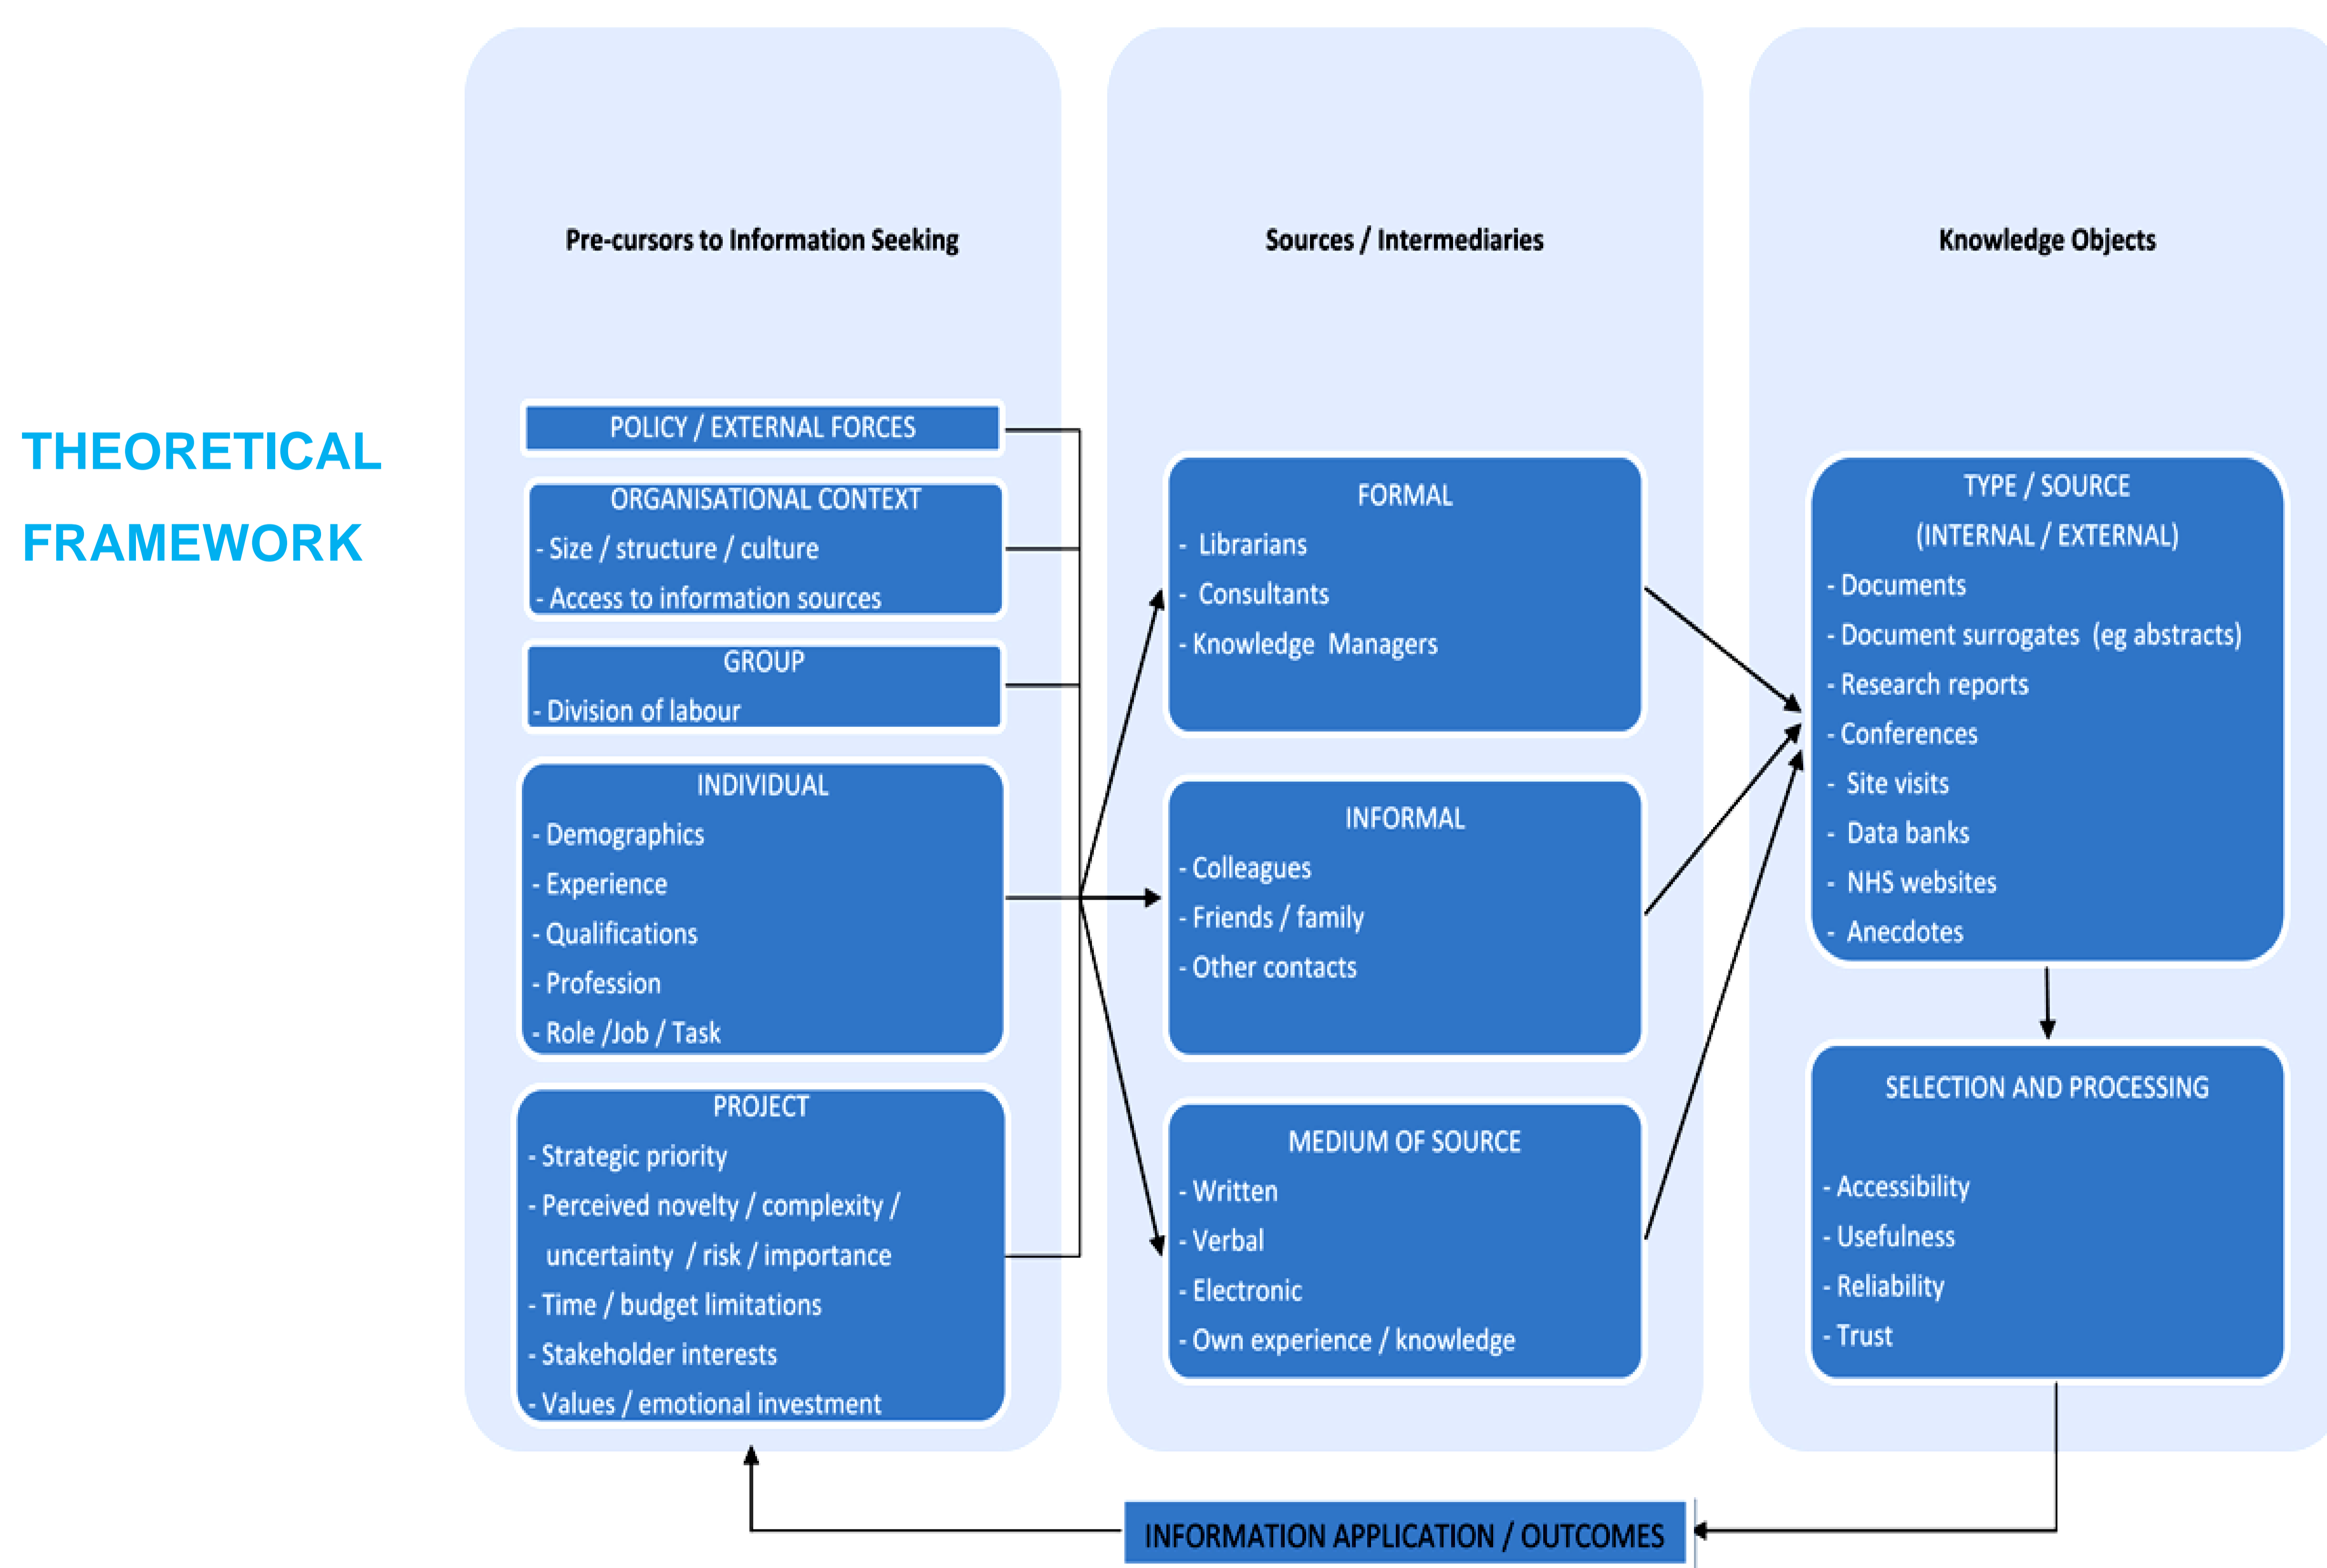 THEORETICAL
FRAMEWORK
Pre-cursors to Information Seeking
POLICY / EXTERNAL FORCES
ORGANISATIONAL CONTEXT
- Size / structure / culture
- Access to information sources
GROUP
- Division of labour
INDIVIDUAL
- Demographics
- Experience
- Qualifications
- Profession
- Role /Job / Task
PROJECT
- Strategic priority
- Perceived novelty / complexity /
uncertainty / risk / importance
- Time / budget limitations
- Stakeholder interests
- Values / emotional investment
Sources / Intermediaries
FORMAL
- Librarians
- Consultants
- Knowledge Managers
INFORMAL
- Colleagues
- Friends / family
- Other contacts
MEDIUM OF SOURCE
- Written
- Verbal
- Electronic
- Own experience / knowledge
Knowledge Objects
TYPE / SOURCE
(INTERNAL / EXTERNAL)
- Documents
- Document surrogates (eg abstracts)
- Research reports
- Conferences
- Site visits
- Data banks
- NHS websites
- Anecdotes
SELECTION AND PROCESSING
- Accessibility
- Usefulness
- Reliability
- Trust
INFORMATION APPLICATION / OUTCOMES